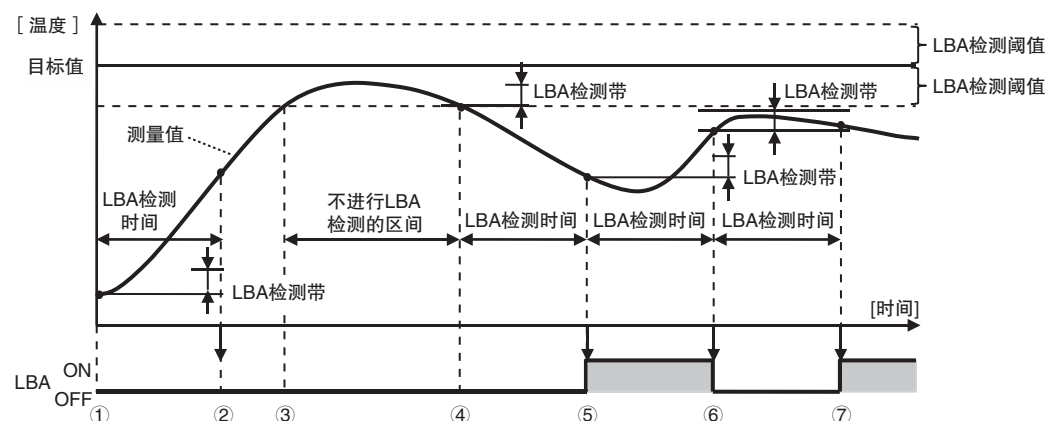 [ 温度 ]
LBA检测阈值
目标值
LBA检测阈值
LBA检测带
LBA检测带
测量值
LBA检测带
LBA检测
时间
不进行LBA
检测的区间
LBA检测时间
LBA检测时间
LBA检测时间
LBA检测带
[时间]
ON
LBA
OFF
① ② ③ ④ ⑤ ⑥ ⑦